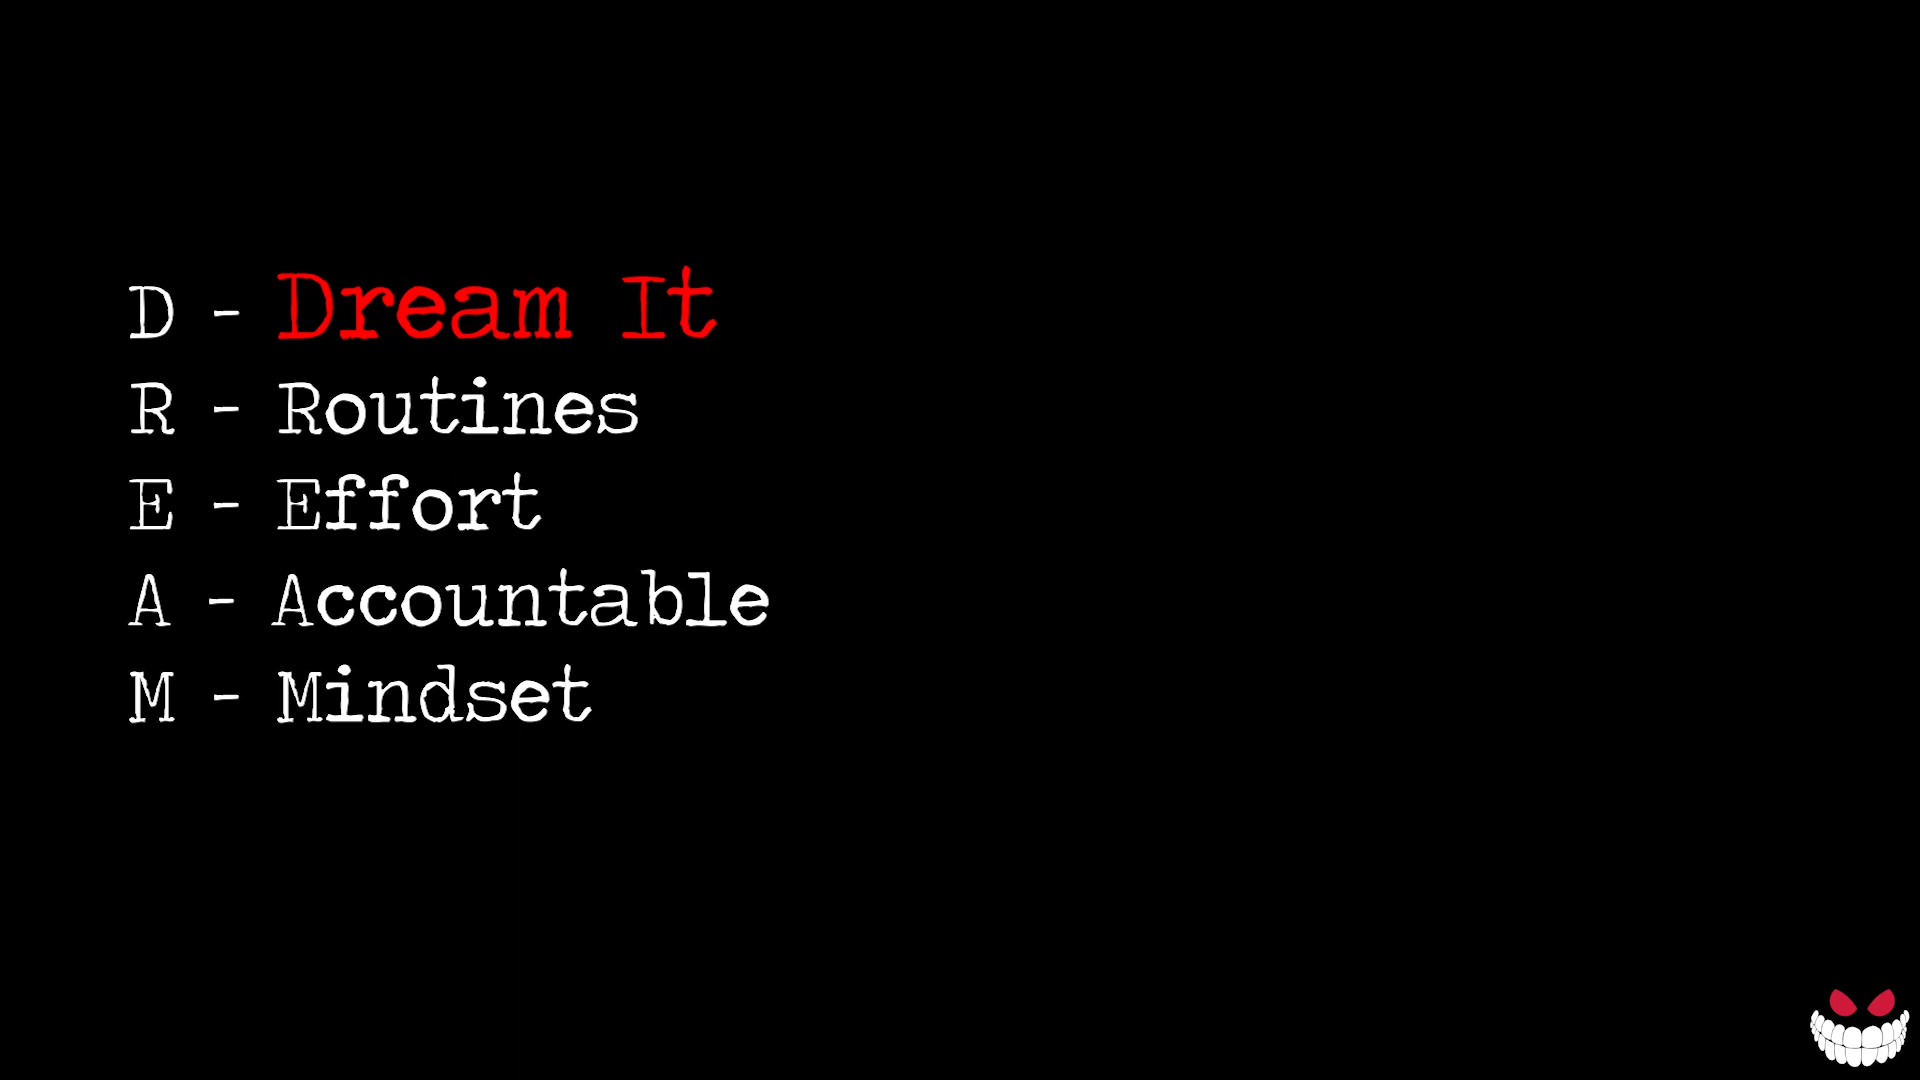 D - Dream It
R - Routines
E - Effort
A - Accountable
M - Mindset